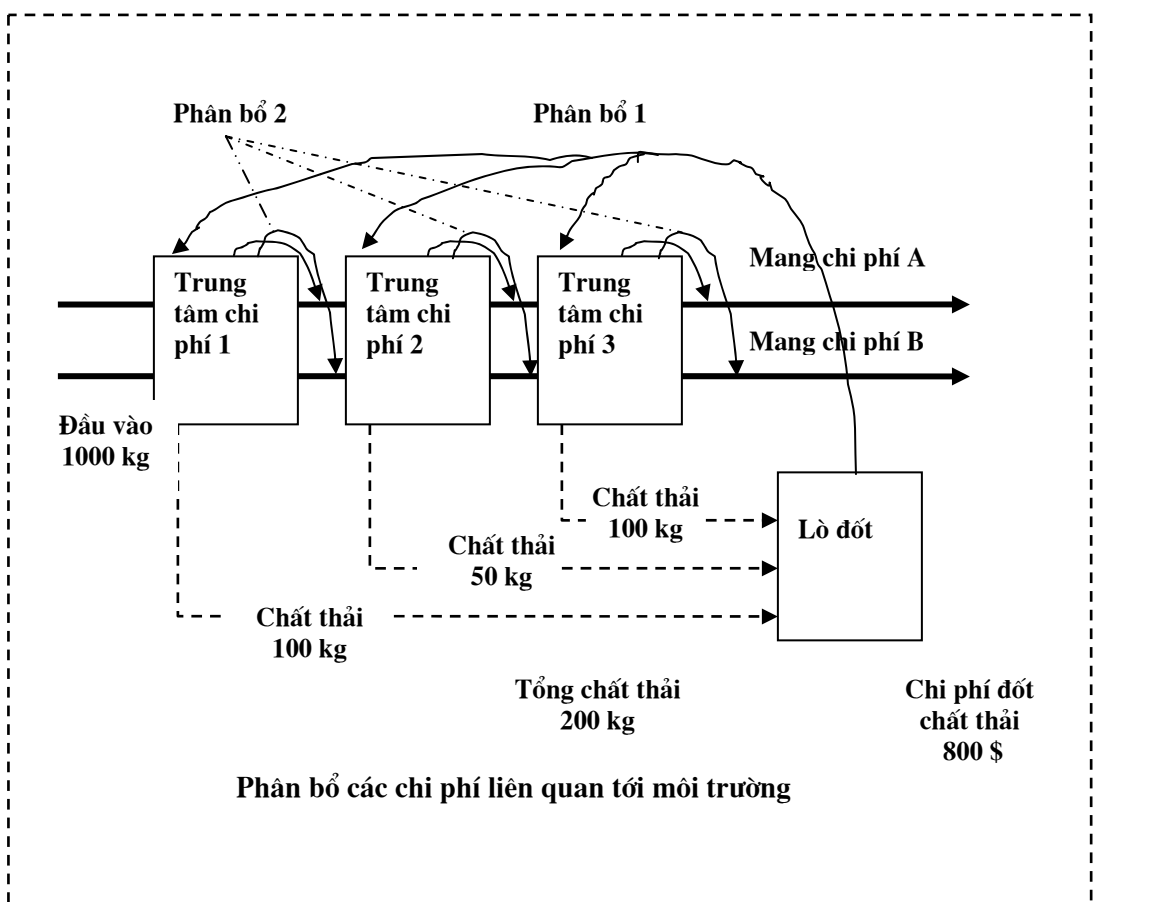 Phân bổ 2
Phân bổ 1
Mang chi phí A
Trung
tâm chi
phí 1
Trung
tâm chi
phí 2
Trung
tâm chi
phí 3
Mang chi phí B
Đầu vào
1000 kg
Chất thải
100 kg
Lò đốt
Chất thải
50 kg
Chất thải
100 kg
Tổng chất thải
200 kg
Chi phí đốt
chất thải
800 $
Phân bổ các chi phí liên quan tới môi trường